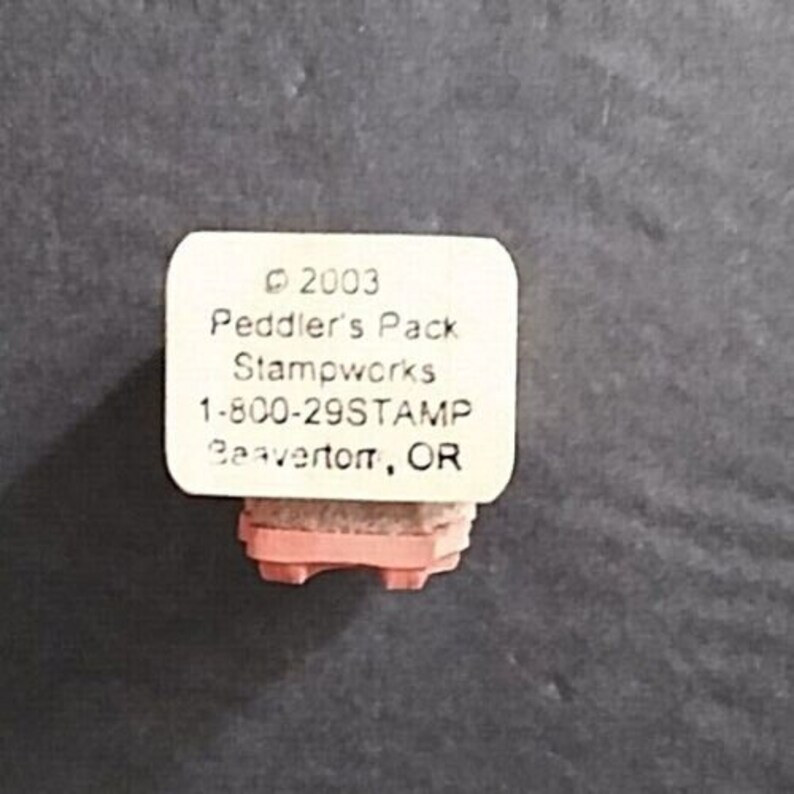 © 2003
Peddler's Pack
Stampworks
1-800-29STAMP
Beaverton, OR